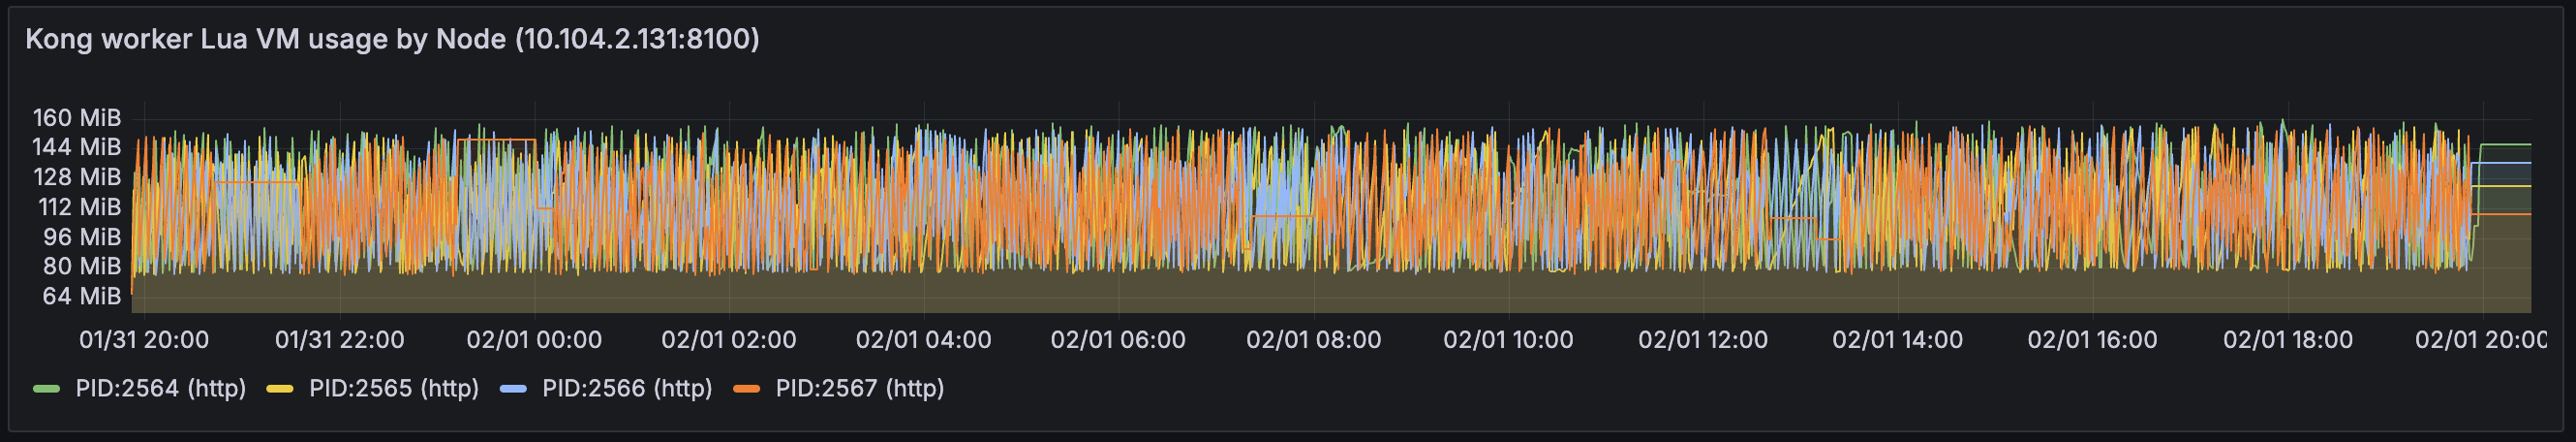 Kong worker Lua VM usage by Node (10.104.2.131:8100)
160 MiB
144 MiB
128 MiB
112 MiB
96 MiB
80 MiB
64 MiB
01/31 20:00 01/31 22:00 02/01 00:00 02/01 02:00 02/01 04:00 02/01 06:00 02/01 08:00 02/01 10:00 02/01 12:00 02/01 14:00 02/01 16:00 02/01 18:00 02/01 20:00
PID:2564 (http) PID:2565 (http) PID:2566 (http) PID:2567 (http)